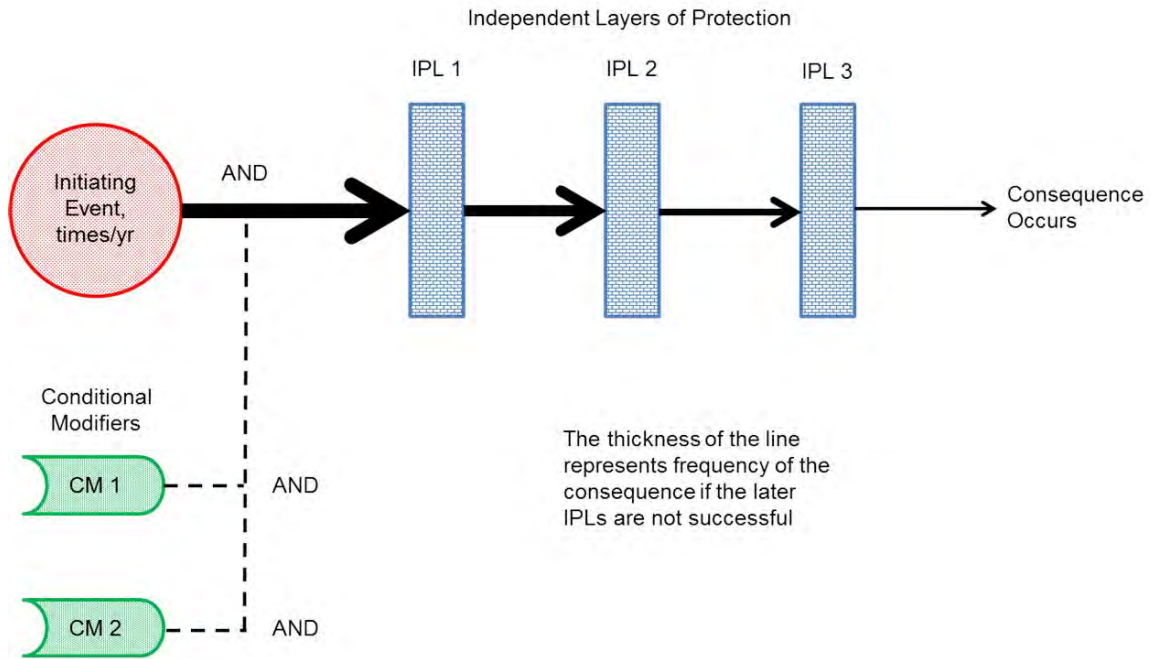 Independent Layers of Protection
IPL 1
IPL 2
IPL 3
Initiating
Event,
times/yr
AND
Consequence
Occurs
Conditional
Modifiers
CM 1
AND
The thickness of the line
represents frequency of the
consequence if the later
IPLs are not successful
CM 2
AND